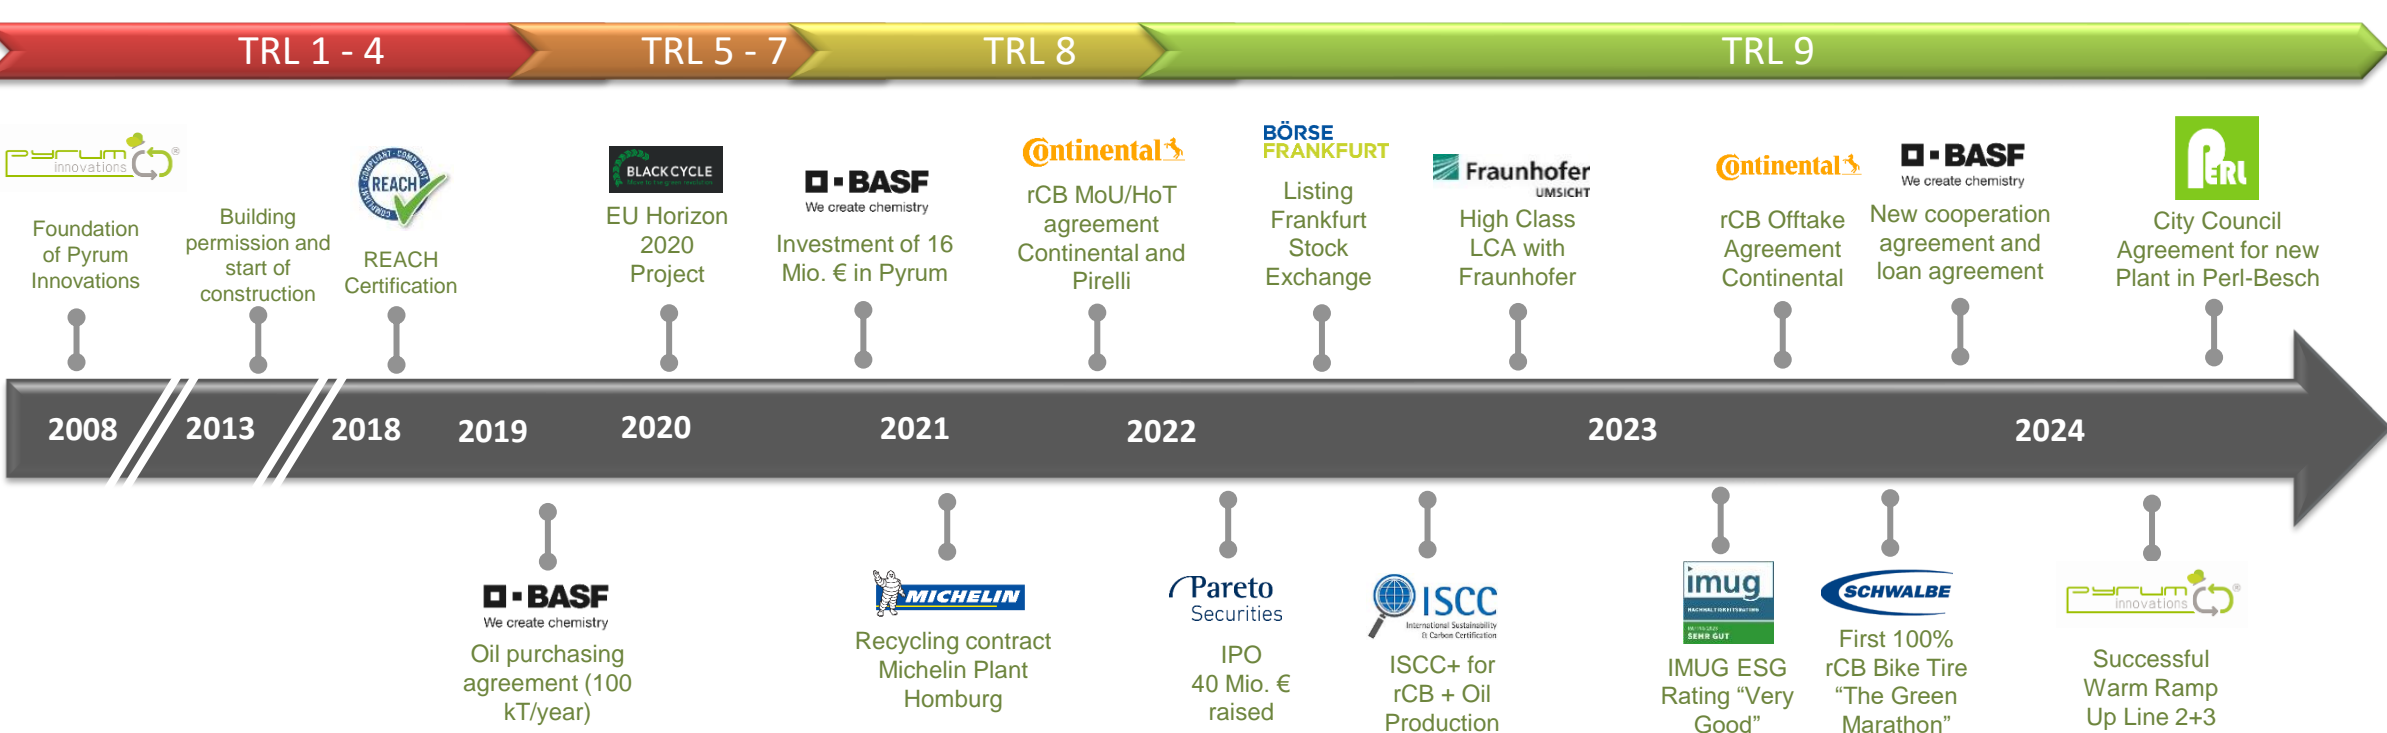 TRL 1 - 4
TRL 5 - 7
TRL 8
TRL 9
pyrum
innovations
®
Foundation
of Pyrum
Innovations
Building
permission and
start of
construction
REACH
REACH
Certification
BLACKCYCLE
EU Horizon
2020
Project
BASF
We create chemistry
Investment of 16
Mio. € in Pyrum
Continental
rCB MoU/HoT
agreement
Continental and
Pirelli
BÖRSE
FRANKFURT
Listing
Frankfurt
Stock
Exchange
Fraunhofer
UMSICHT
High Class
LCA with
Fraunhofer
Continental
rCB Offtake
Agreement
Continental
BASF
We create chemistry
New cooperation
agreement and
loan agreement
PERL
City Council
Agreement for new
Plant in Perl-Besch
2008
2013
2018
2019
2020
2021
2022
2023
2024
BASF
We create chemistry
Oil purchasing
agreement (100
kT/year)
MICHELIN
Recycling contract
Michelin Plant
Homburg
Pareto
Securities
IPO
40 Mio. €
raised
ISCC
International Sustainability
& Carbon Certification
ISCC+ for
rCB + Oil
Production
imug
SEHR GUT
IMUG ESG
Rating “Very
Good”
SCHWALBE
First 100%
rCB Bike Tire
“The Green
Marathon”
pyrum
innovations
®
Successful
Warm Ramp
Up Line 2+3